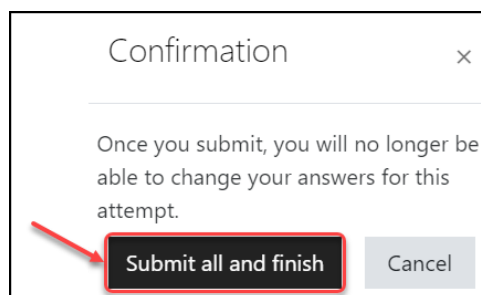 Confirmation ×
Once you submit, you will no longer be
able to change your answers for this
attempt.
Submit all and finish Cancel